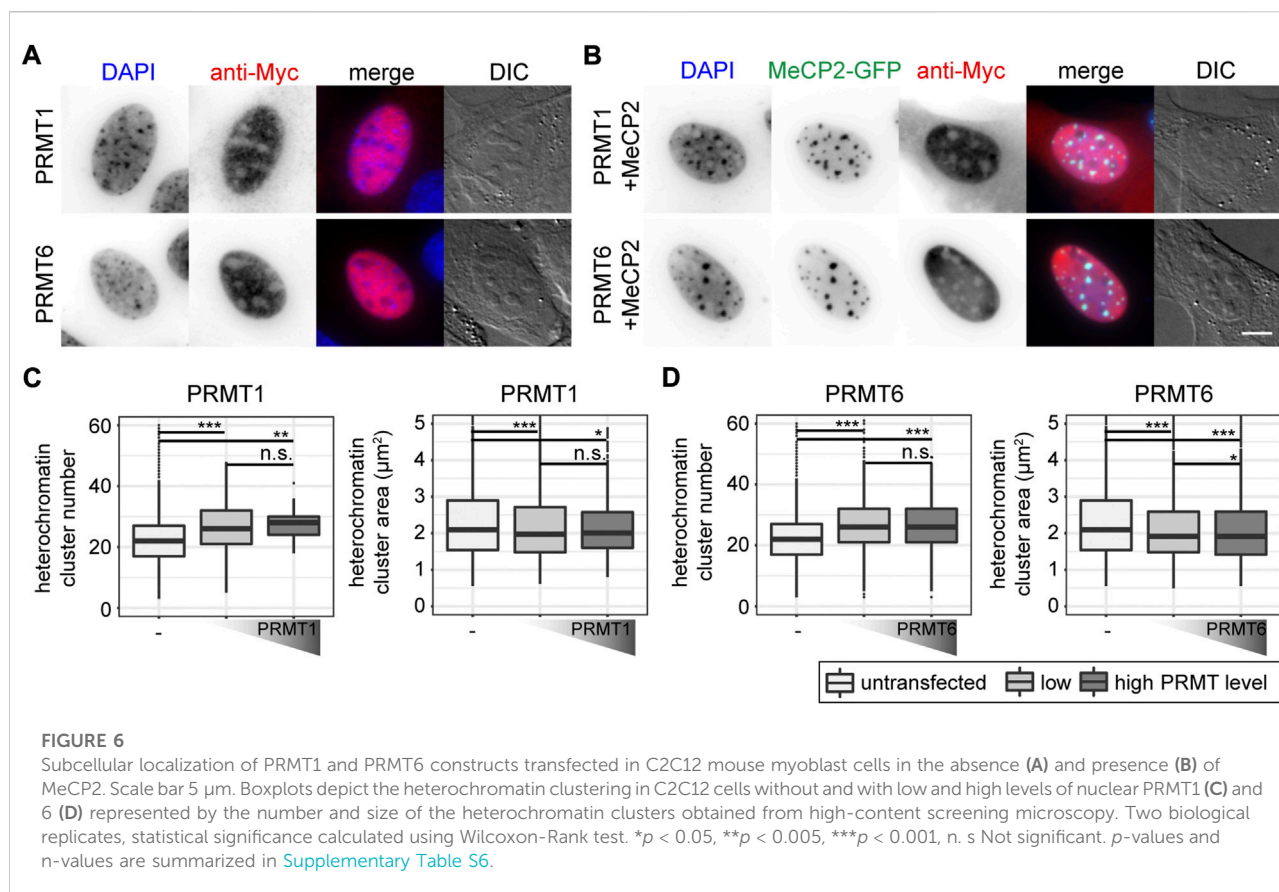 A
DAPI anti-Myc merge DIC
PRMT1
PRMT6
B
DAPI MeCP2-GFP anti-Myc merge DIC
PRMT1
+MeCP2
PRMT6
+MeCP2
C
PRMT1
heterochromatin
cluster number
60
40
20
0
***
**
n.s.
-
PRMT1
PRMT1
heterochromatin
cluster area (µm²)
5
4
3
2
1
0
***
*
n.s.
-
PRMT1
D
PRMT6
heterochromatin
cluster number
60
40
20
0
***
***
n.s.
-
PRMT6
PRMT6
heterochromatin
cluster area (µm²)
5
4
3
2
1
0
***
***
*
-
PRMT6
untransfected low high PRMT level
FIGURE 6
Subcellular localization of PRMT1 and PRMT6 constructs transfected in C2C12 mouse myoblast cells in the absence (A) and presence (B) of
MeCP2. Scale bar 5 µm. Boxplots depict the heterochromatin clustering in C2C12 cells without and with low and high levels of nuclear PRMT1 (C) and
6 (D) represented by the number and size of the heterochromatin clusters obtained from high-content screening microscopy. Two biological
replicates, statistical significance calculated using Wilcoxon-Rank test. *p < 0.05, **p < 0.005, ***p < 0.001, n. s Not significant. p-values and
n-values are summarized in Supplementary Table S6.